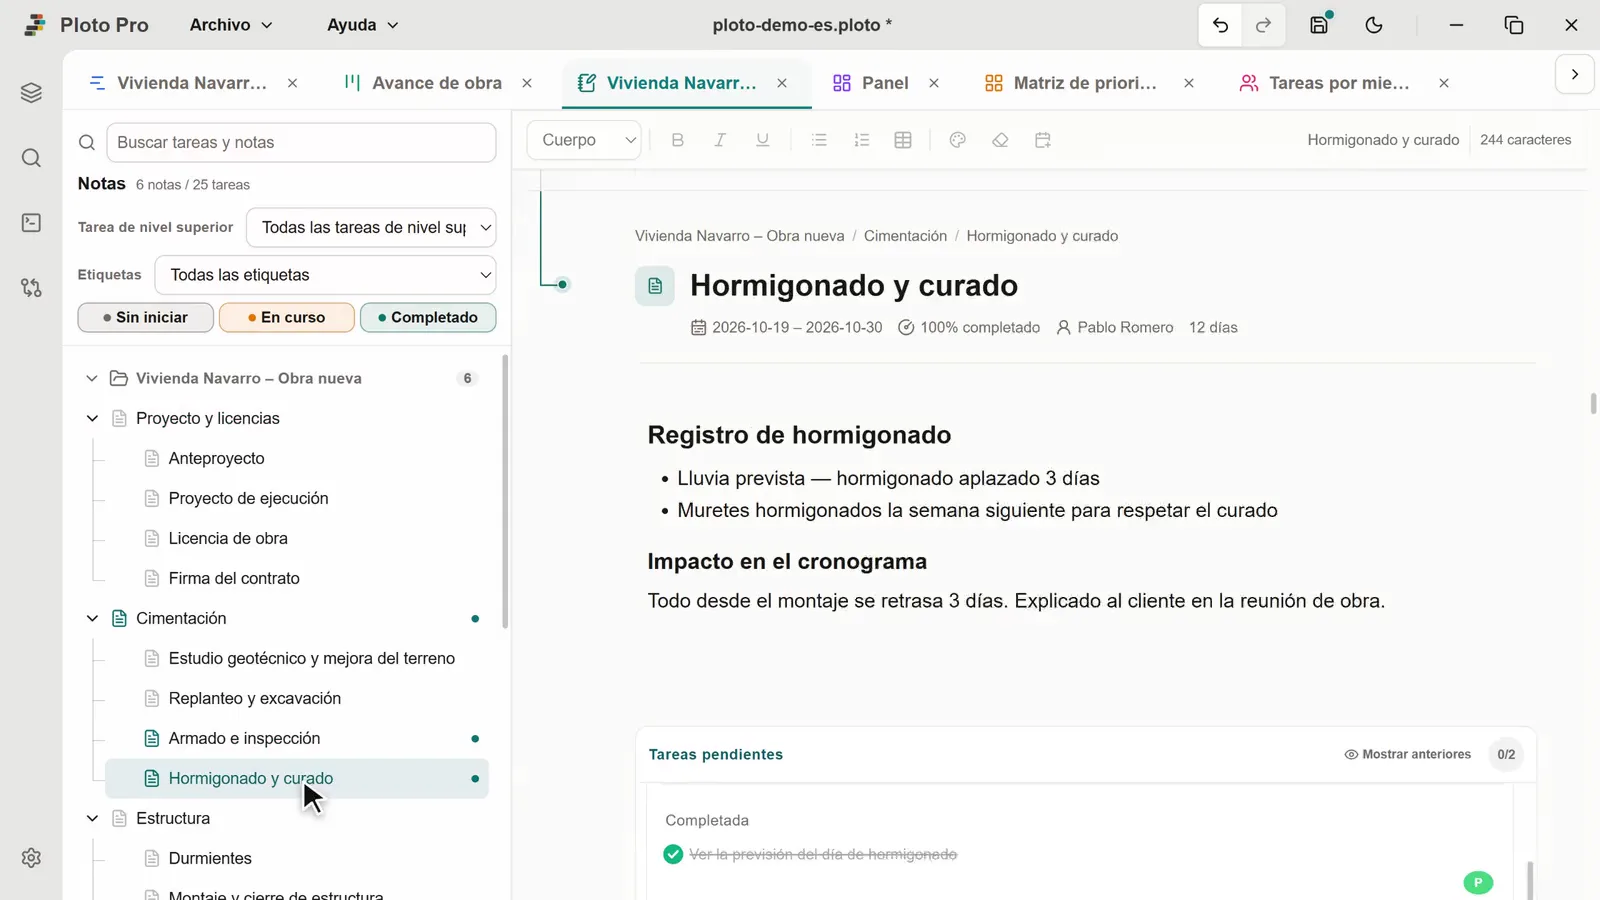 Ploto Pro
Archivo
Ayuda
ploto-demo-es.ploto *
Vivienda Navarr...
Avance de obra
Vivienda Navarr...
Panel
Matriz de priori...
Tareas por mie...
Buscar tareas y notas
Notas 6 notas / 25 tareas
Tarea de nivel superior
Todas las tareas de nivel sup
Etiquetas
Todas las etiquetas
Sin iniciar
En curso
Completado
Vivienda Navarro – Obra nueva 6
Proyecto y licencias
Anteproyecto
Proyecto de ejecución
Licencia de obra
Firma del contrato
Cimentación
Estudio geotécnico y mejora del terreno
Replanteo y excavación
Armado e inspección
Hormigonado y curado
Estructura
Durmientes
Montaje y cierre de estructura
Cuerpo
B I U
Hormigonado y curado
244 caracteres
Vivienda Navarro – Obra nueva / Cimentación / Hormigonado y curado
Hormigonado y curado
2026-10-19 – 2026-10-30
100% completado
Pablo Romero
12 días
Registro de hormigonado
• Lluvia prevista — hormigonado aplazado 3 días
• Muretes hormigonados la semana siguiente para respetar el curado
Impacto en el cronograma
Todo desde el montaje se retrasa 3 días. Explicado al cliente en la reunión de obra.
Tareas pendientes
Mostrar anteriores
0/2
Completada
Ver la previsión del día de hormigonado
P